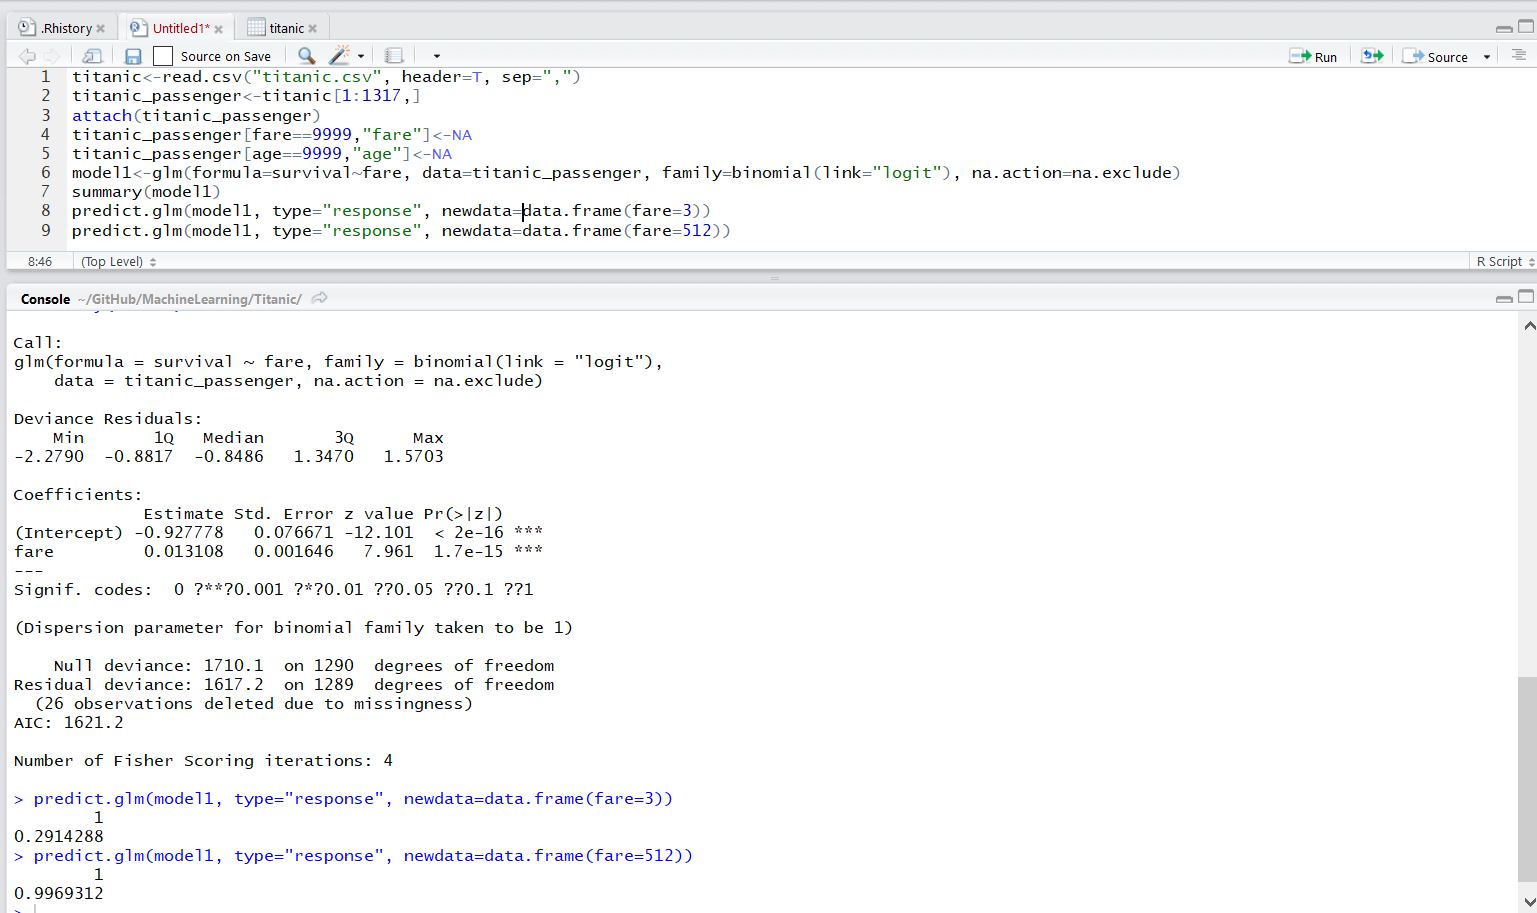 .Rhistory Untitled1* titanic
Source on Save Run Source
1 titanic<-read.csv("titanic.csv", header=T, sep=",")
2 titanic_passenger<-titanic[1:1317,]
3 attach(titanic_passenger)
4 titanic_passenger[fare==9999,"fare"]<-NA
5 titanic_passenger[age==9999,"age"]<-NA
6 model1<-glm(formula=survival~fare, data=titanic_passenger, family=binomial(link="logit"), na.action=na.exclude)
7 summary(model1)
8 predict.glm(model1, type="response", newdata=data.frame(fare=3))
9 predict.glm(model1, type="response", newdata=data.frame(fare=512))
8:46 (Top Level) R Script
Console ~/GitHub/MachineLearning/Titanic/
Call:
glm(formula = survival ~ fare, family = binomial(link = "logit"),
    data = titanic_passenger, na.action = na.exclude)
Deviance Residuals:
    Min       1Q   Median       3Q      Max
-2.2790  -0.8817  -0.8486   1.3470   1.5703
Coefficients:
             Estimate Std. Error z value Pr(>|z|)
(Intercept) -0.927778   0.076671 -12.101  < 2e-16 ***
fare         0.013108   0.001646   7.961  1.7e-15 ***
---
Signif. codes:  0 ?**?0.001 ?*?0.01 ??0.05 ??0.1 ??1
(Dispersion parameter for binomial family taken to be 1)
    Null deviance: 1710.1  on 1290  degrees of freedom
Residual deviance: 1617.2  on 1289  degrees of freedom
  (26 observations deleted due to missingness)
AIC: 1621.2
Number of Fisher Scoring iterations: 4
> predict.glm(model1, type="response", newdata=data.frame(fare=3))
        1
0.2914288
> predict.glm(model1, type="response", newdata=data.frame(fare=512))
        1
0.9969312
>